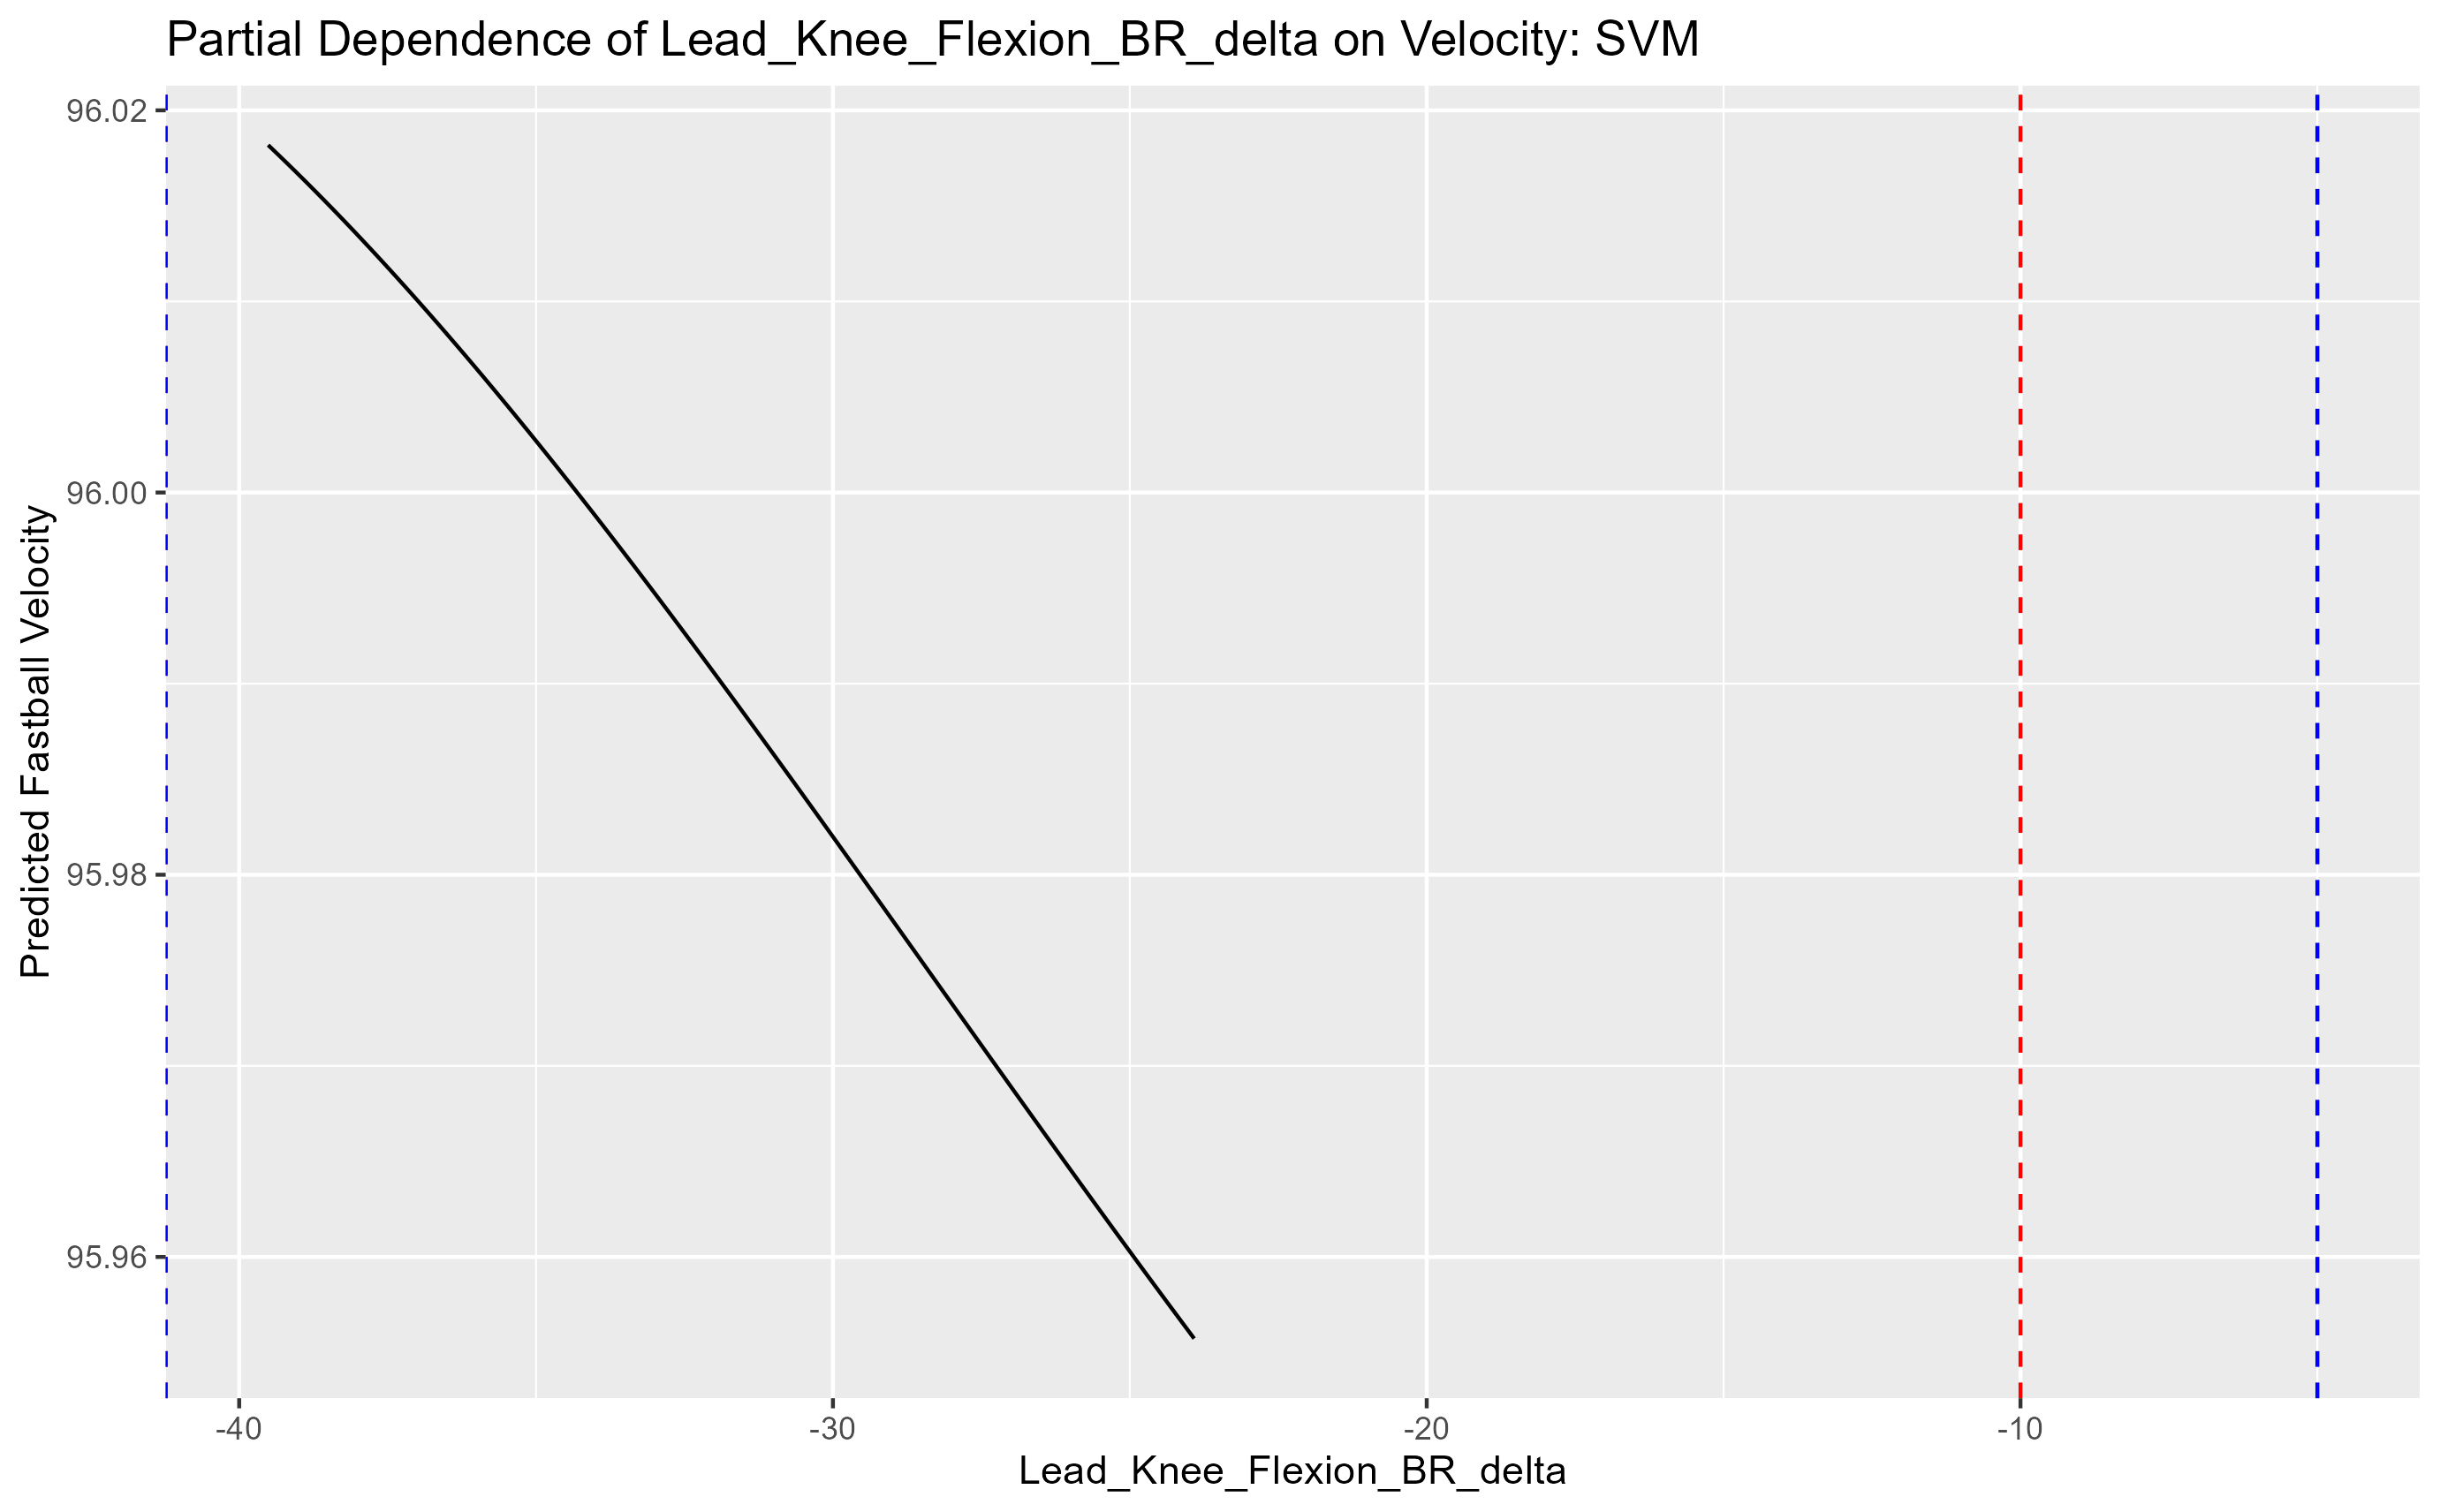 Partial Dependence of Lead_Knee_Flexion_BR_delta on Velocity: SVM
96.02
96.00
95.98
95.96
Predicted Fastball Velocity
-40
-30
-20
-10
Lead_Knee_Flexion_BR_delta